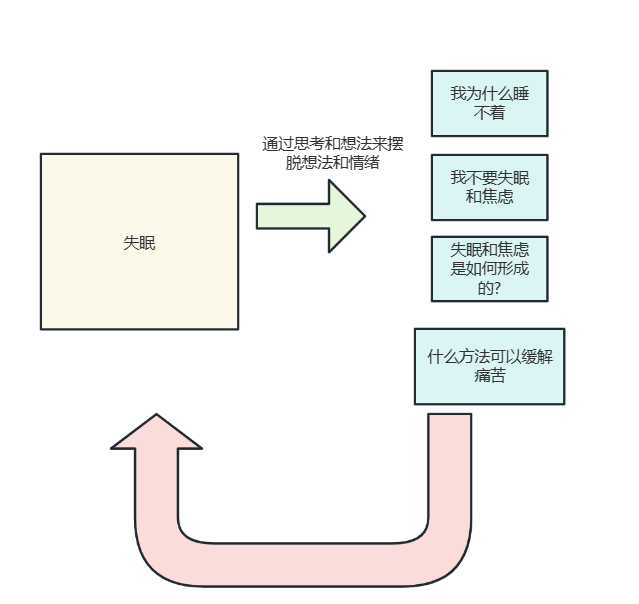 我为什么睡
不着
通过思考和想法来摆
脱想法和情绪
我不要失眠
和焦虑
失眠
失眠和焦虑
是如何形成
的?
什么方法可以缓解
痛苦